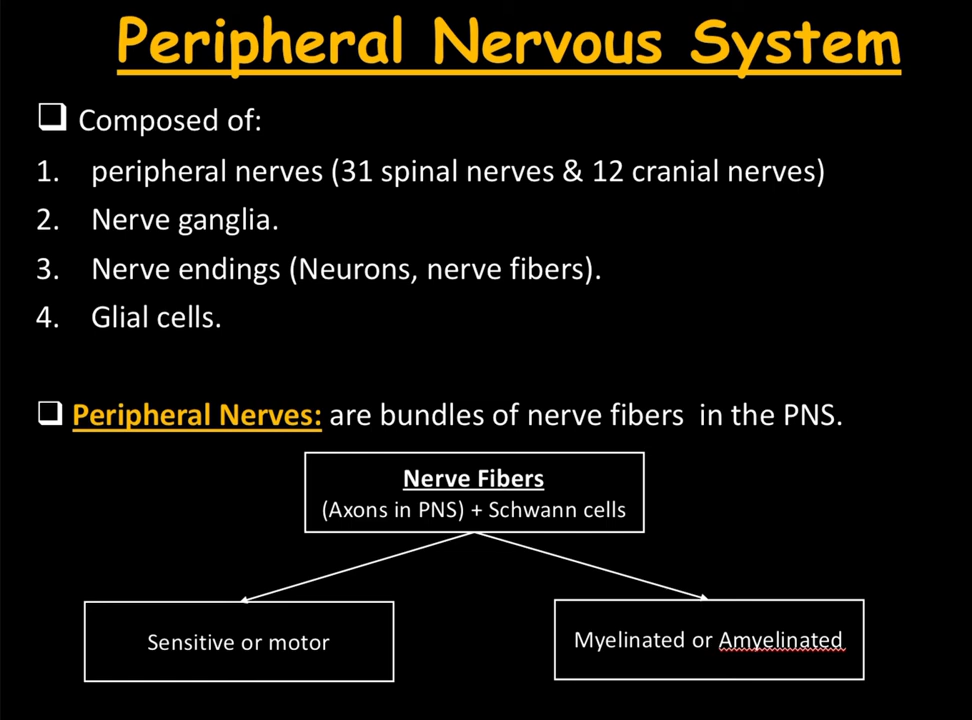 Peripheral Nervous System
❑ Composed of:
1. peripheral nerves (31 spinal nerves & 12 cranial nerves)
2. Nerve ganglia.
3. Nerve endings (Neurons, nerve fibers).
4. Glial cells.
❑ Peripheral Nerves: are bundles of nerve fibers in the PNS.
Nerve Fibers
(Axons in PNS) + Schwann cells
Sensitive or motor
Myelinated or Amyelinated